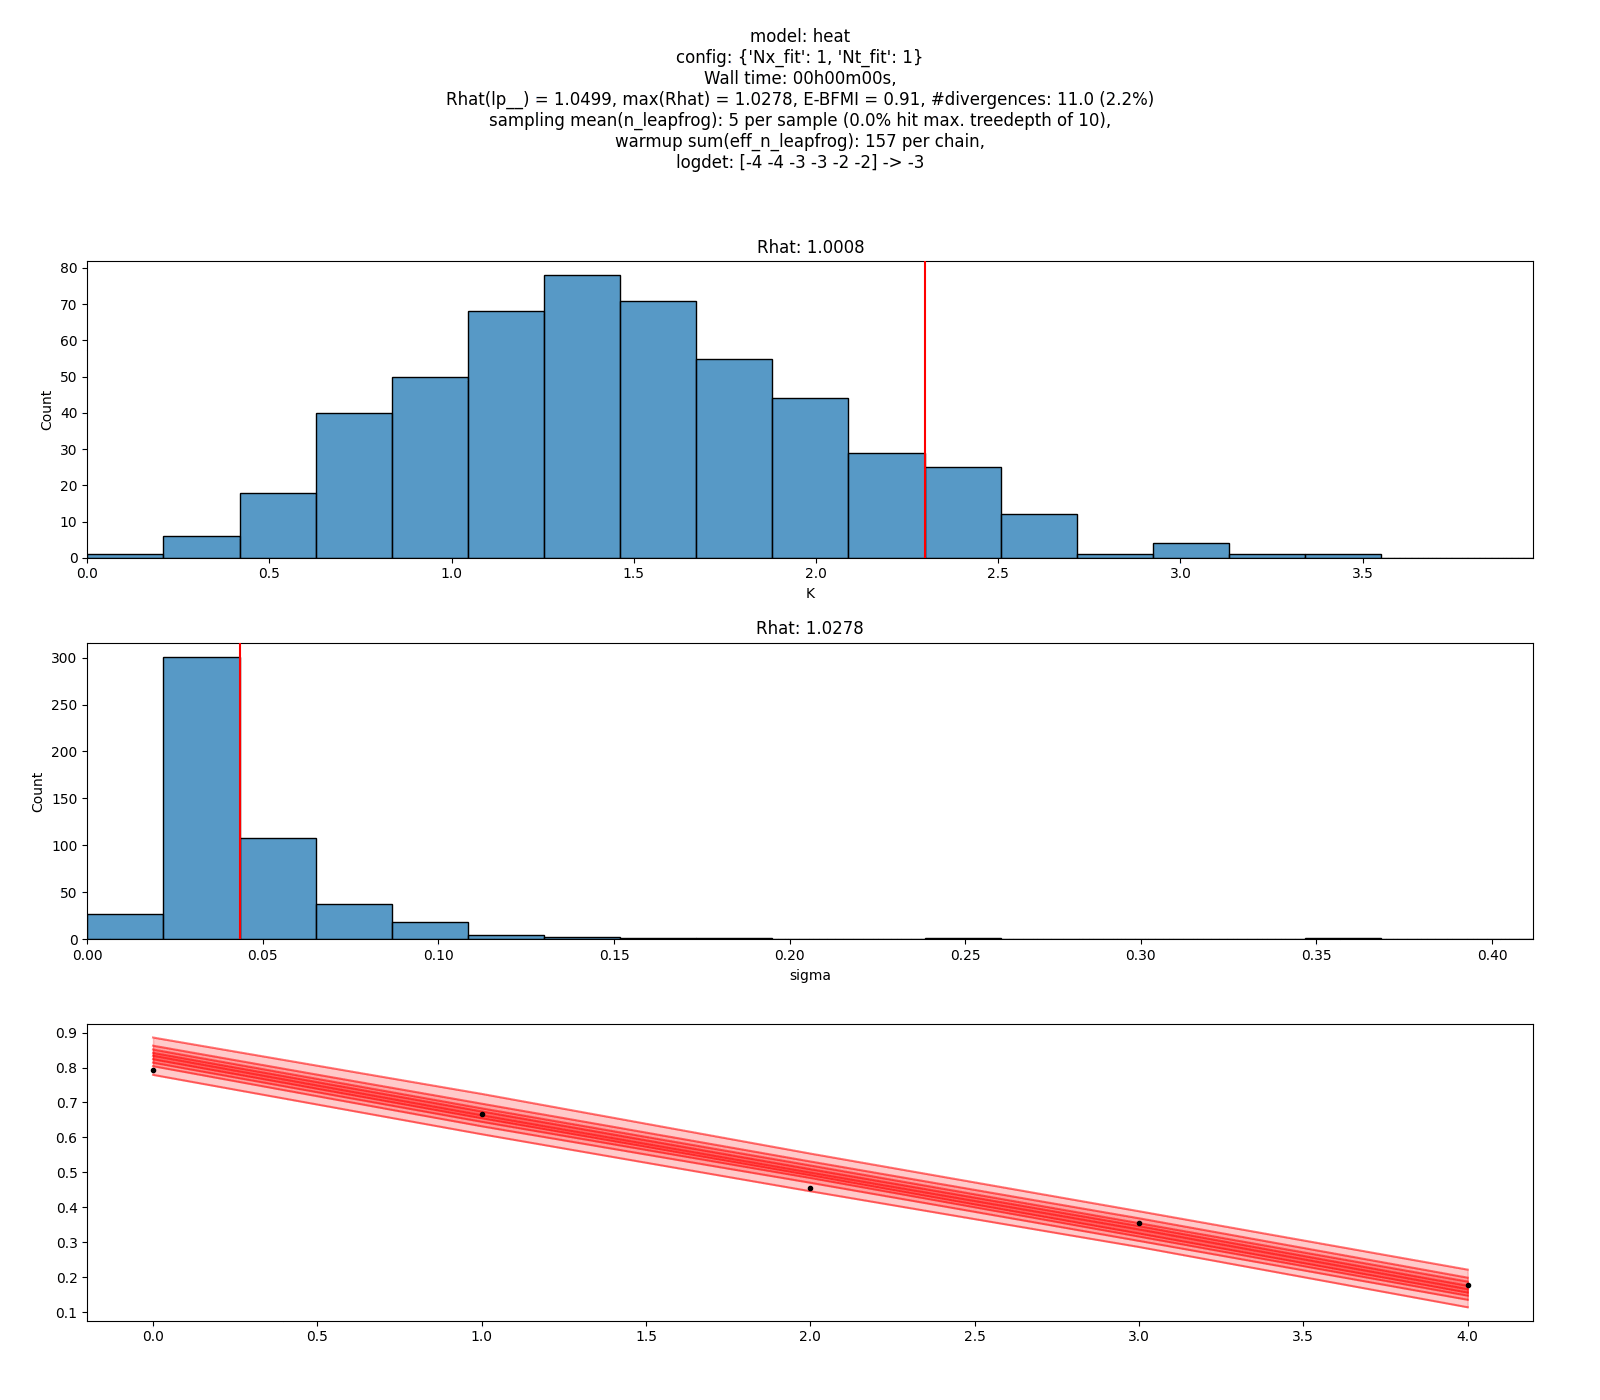 model: heat
config: {'Nx_fit': 1, 'Nt_fit': 1}
Wall time: 00h00m00s,
Rhat(lp__) = 1.0499, max(Rhat) = 1.0278, E-BFMI = 0.91, #divergences: 11.0 (2.2%)
sampling mean(n_leapfrog): 5 per sample (0.0% hit max. treedepth of 10),
warmup sum(eff_n_leapfrog): 157 per chain,
logdet: [-4 -4 -3 -3 -2 -2] -> -3
Rhat: 1.0008
80
70
60
50
40
30
20
10
0
Count
0.0 0.5 1.0 1.5 2.0 2.5 3.0 3.5
K
Rhat: 1.0278
300
250
200
150
100
50
0
Count
0.00 0.05 0.10 0.15 0.20 0.25 0.30 0.35 0.40
sigma
0.9
0.8
0.7
0.6
0.5
0.4
0.3
0.2
0.1
0.0 0.5 1.0 1.5 2.0 2.5 3.0 3.5 4.0